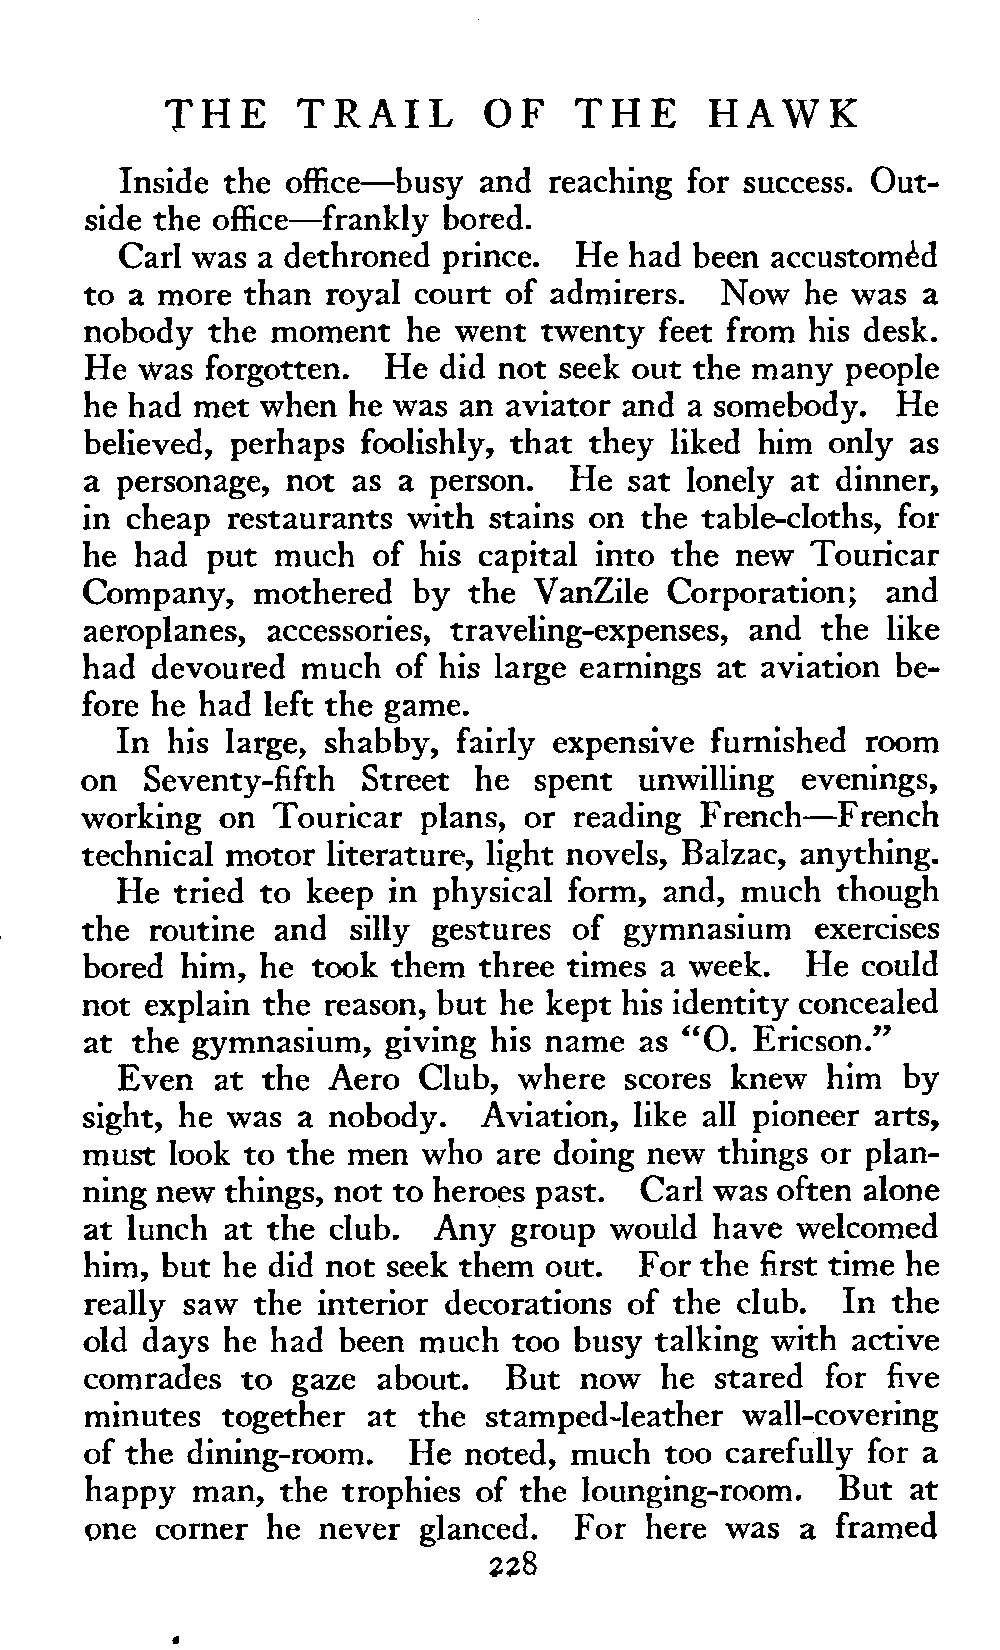 THE TRAIL OF THE HAWK
Inside the office—busy and reaching for success. Out-
side the office—frankly bored.
Carl was a dethroned prince. He had been accustomed
to a more than royal court of admirers. Now he was a
nobody the moment he went twenty feet from his desk.
He was forgotten. He did not seek out the many people
he had met when he was an aviator and a somebody. He
believed, perhaps foolishly, that they liked him only as
a personage, not as a person. He sat lonely at dinner,
in cheap restaurants with stains on the table-cloths, for
he had put much of his capital into the new Touricar
Company, mothered by the VanZile Corporation; and
aeroplanes, accessories, traveling-expenses, and the like
had devoured much of his large earnings at aviation be-
fore he had left the game.
In his large, shabby, fairly expensive furnished room
on Seventy-fifth Street he spent unwilling evenings,
working on Touricar plans, or reading French—French
technical motor literature, light novels, Balzac, anything.
He tried to keep in physical form, and, much though
the routine and silly gestures of gymnasium exercises
bored him, he took them three times a week. He could
not explain the reason, but he kept his identity concealed
at the gymnasium, giving his name as "O. Ericson."
Even at the Aero Club, where scores knew him by
sight, he was a nobody. Aviation, like all pioneer arts,
must look to the men who are doing new things or plan-
ning new things, not to heroes past. Carl was often alone
at lunch at the club. Any group would have welcomed
him, but he did not seek them out. For the first time he
really saw the interior decorations of the club. In the
old days he had been much too busy talking with active
comrades to gaze about. But now he stared for five
minutes together at the stamped-leather wall-covering
of the dining-room. He noted, much too carefully for a
happy man, the trophies of the lounging-room. But at
one corner he never glanced. For here was a framed
228